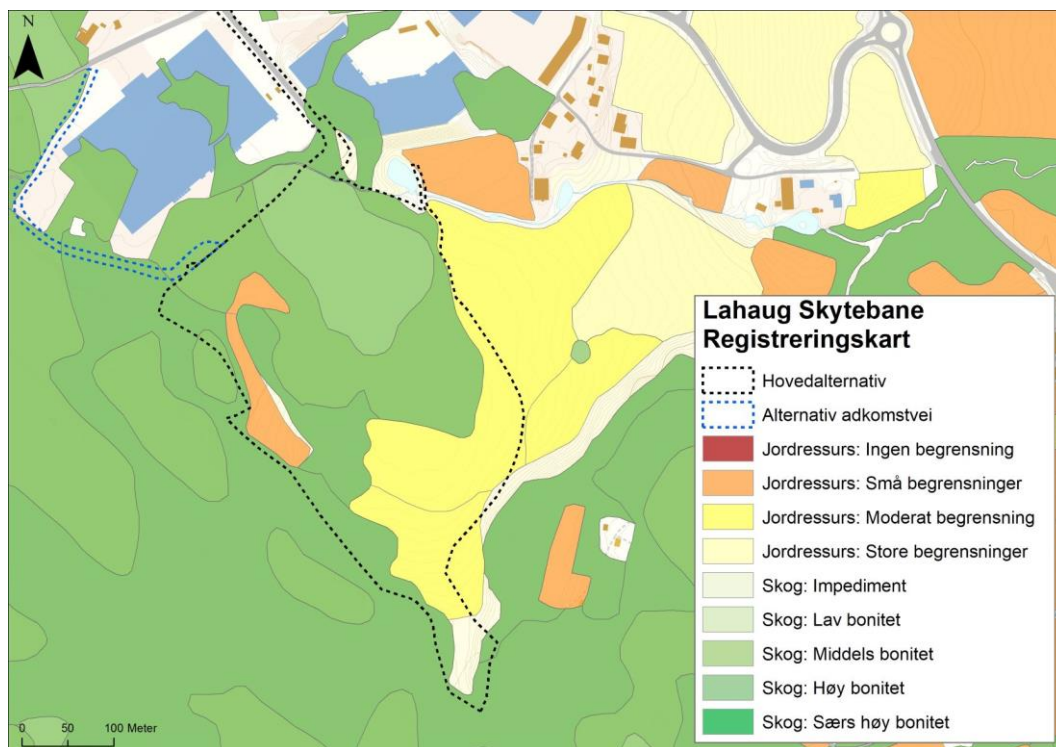 N
Lahaug Skytebane
Registreringskart
Hovedalternativ
Alternativ adkomstvei
Jordressurs: Ingen begrensning
Jordressurs: Små begrensninger
Jordressurs: Moderat begrensning
Jordressurs: Store begrensninger
Skog: Impediment
Skog: Lav bonitet
Skog: Middels bonitet
Skog: Høy bonitet
Skog: Særs høy bonitet
0 50 100 Meter